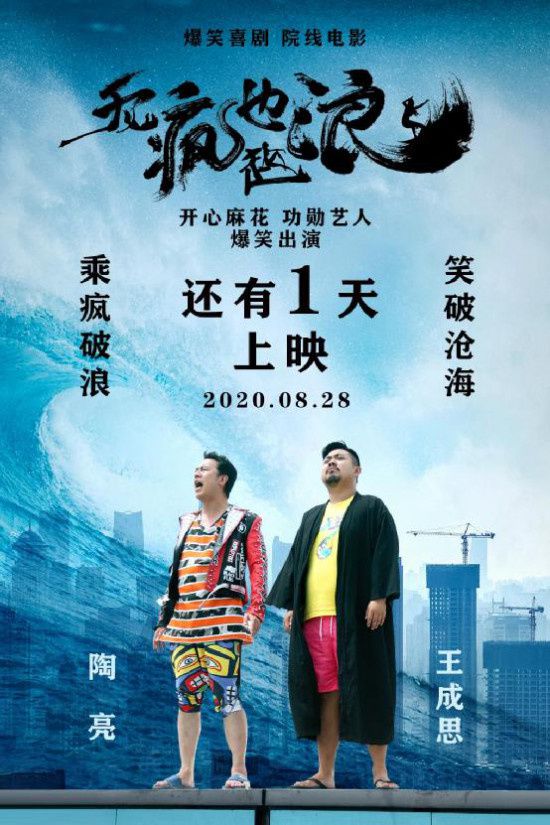 爆笑喜剧 院线电影
无疯也起浪
开心麻花 功勋艺人
爆笑出演
乘疯破浪
笑破沧海
还有1天
上映
2020.08.28
陶亮
王成思